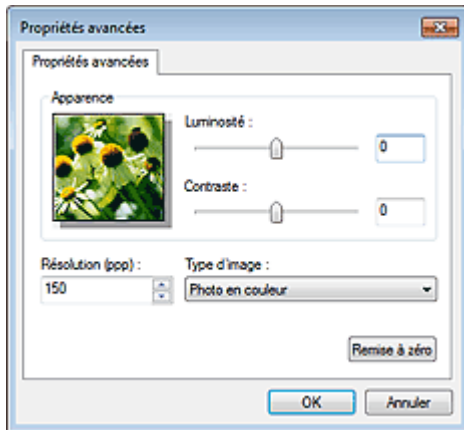 Propriétés avancées
Propriétés avancées
Apparence
Luminosité :
0
Contraste :
0
Résolution (ppp) :
Type d'image :
150
Photo en couleur
Remise à zéro
OK
Annuler